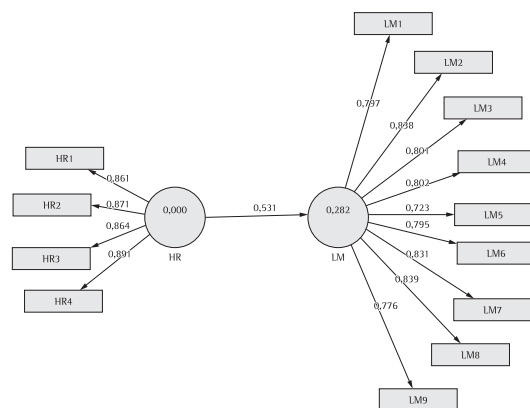 LM1
LM2
0,797
0,838
LM3
0,801
HR1
LM4
0,861
0,802
HR2
0,871
0,000
0,531
0,282
0,723
LM5
0,864
HR
LM
0,795
LM6
HR3
0,891
0,831
HR4
0,839
LM7
0,776
LM8
LM9